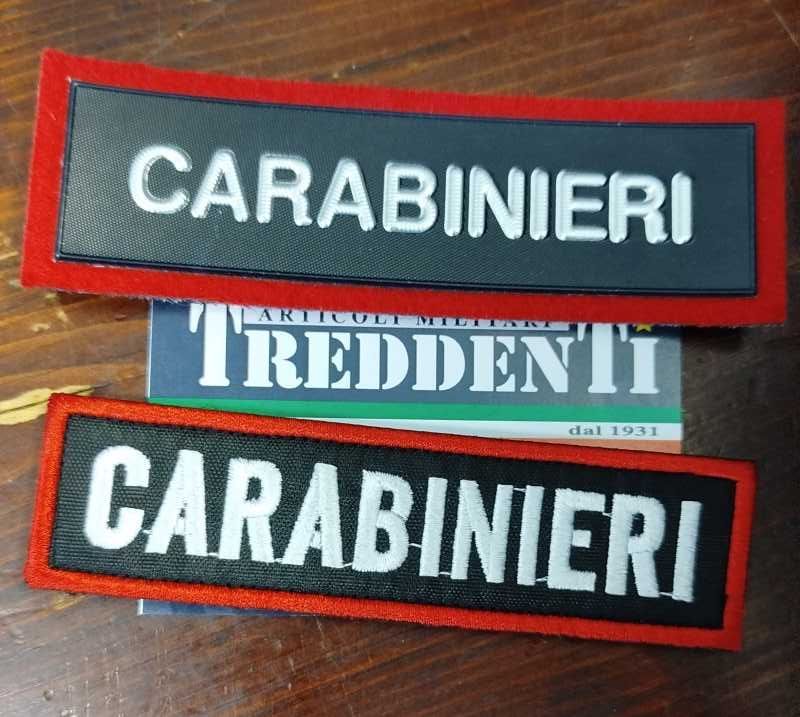 CARABINIERI
ARTICOLI MILITARI
TREDDENTI
dal 1931
CARABINIERI